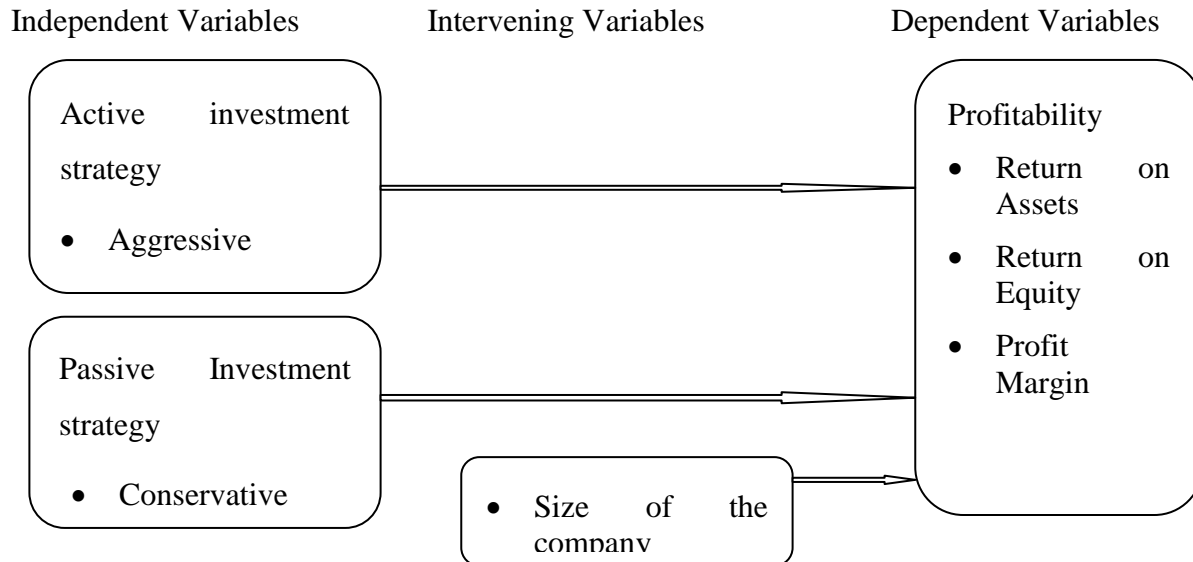 Independent Variables
Intervening Variables
Dependent Variables
Active investment
strategy
• Aggressive
Passive Investment
strategy
• Conservative
• Size of the
company
Profitability
• Return on
Assets
• Return on
Equity
• Profit
Margin